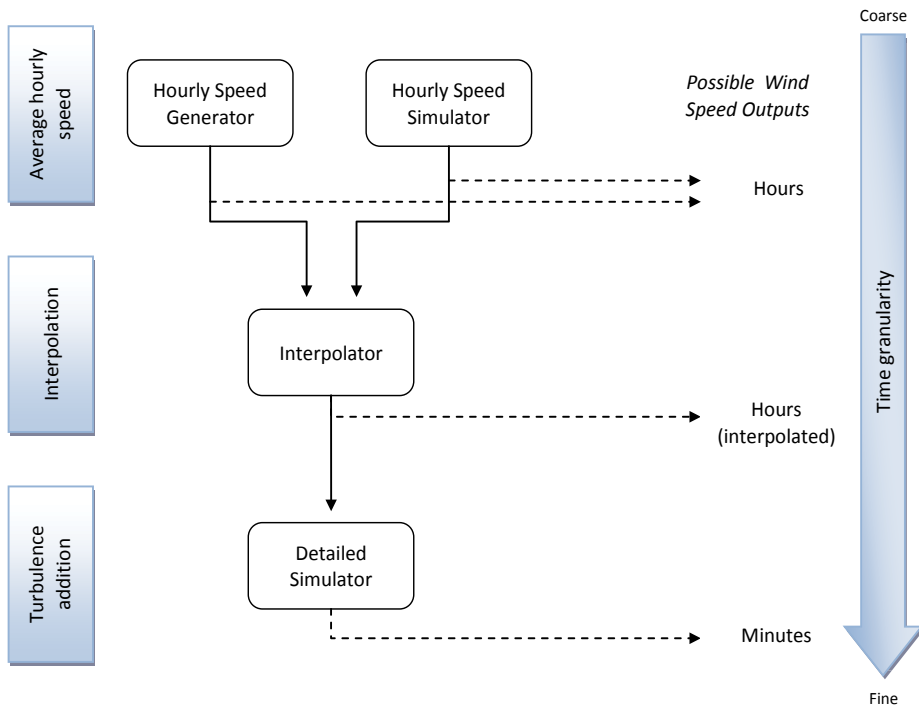 Coarse
Average hourly
speed
Hourly Speed
Generator
Hourly Speed
Simulator
Possible Wind
Speed Outputs
Hours
Interpolation
Interpolator
Time granularity
Hours
(interpolated)
Turbulence
addition
Detailed
Simulator
Minutes
Fine